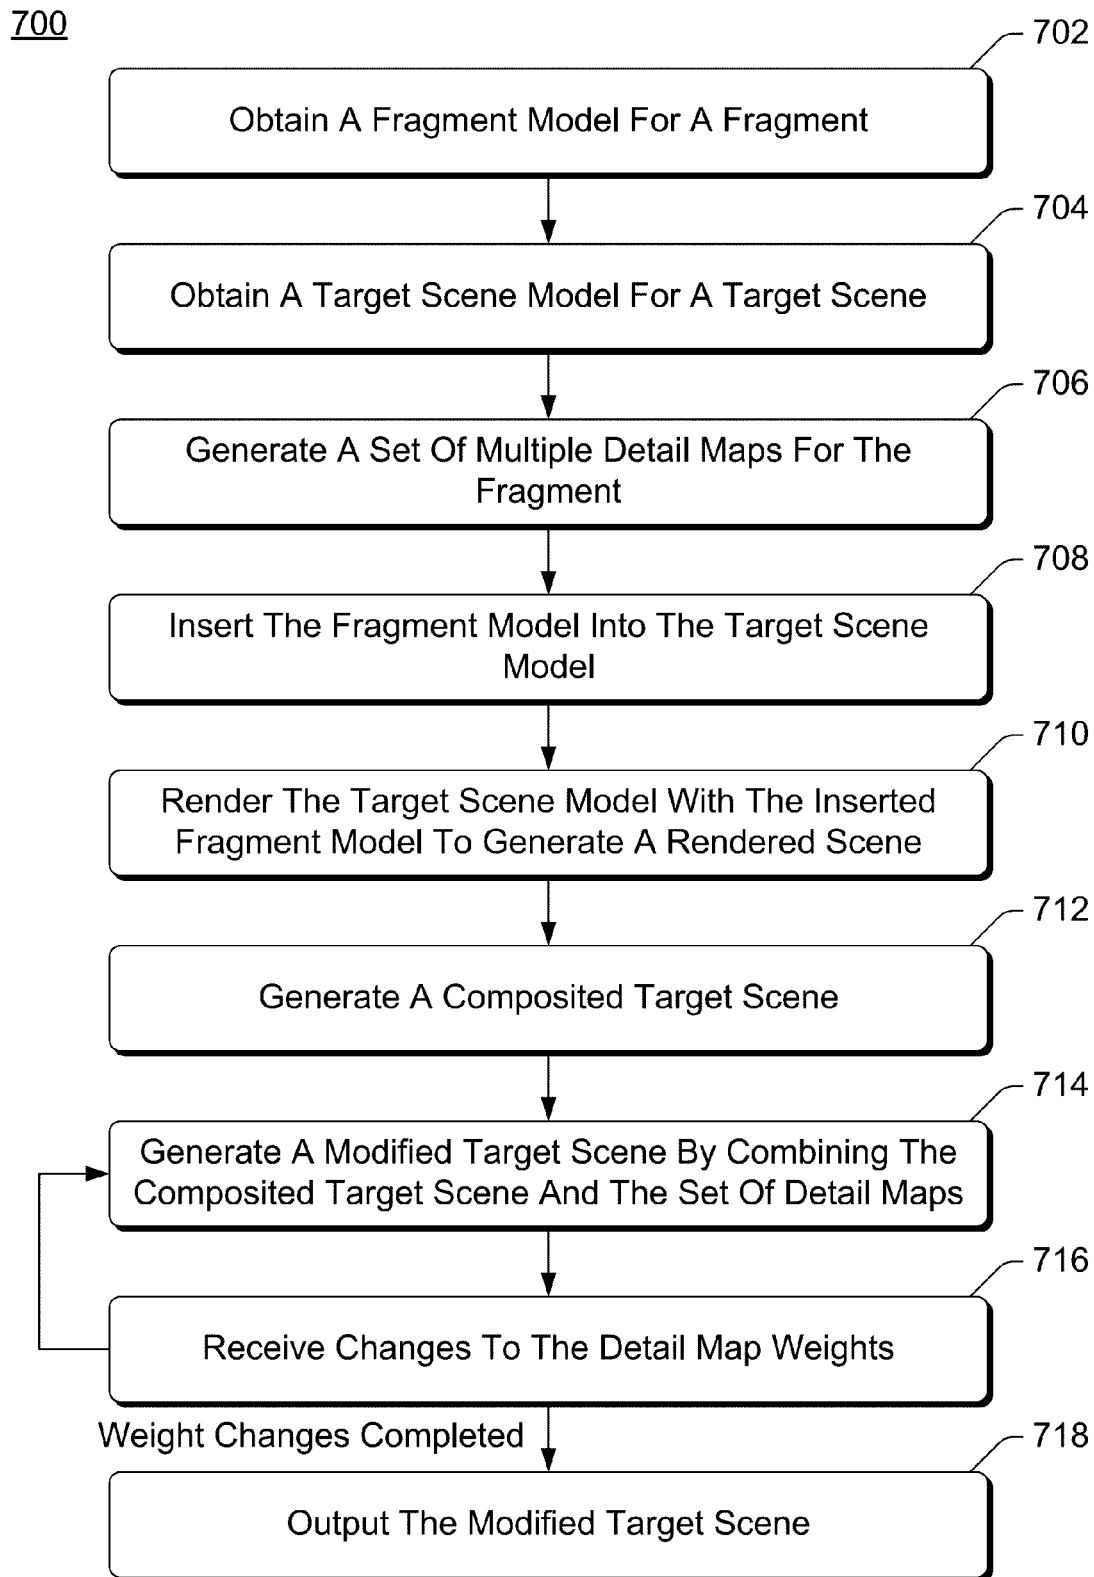 700
702
Obtain A Fragment Model For A Fragment
704
Obtain A Target Scene Model For A Target Scene
706
Generate A Set Of Multiple Detail Maps For The
Fragment
708
Insert The Fragment Model Into The Target Scene
Model
710
Render The Target Scene Model With The Inserted
Fragment Model To Generate A Rendered Scene
712
Generate A Composited Target Scene
714
Generate A Modified Target Scene By Combining The
Composited Target Scene And The Set Of Detail Maps
716
Receive Changes To The Detail Map Weights
Weight Changes Completed
718
Output The Modified Target Scene